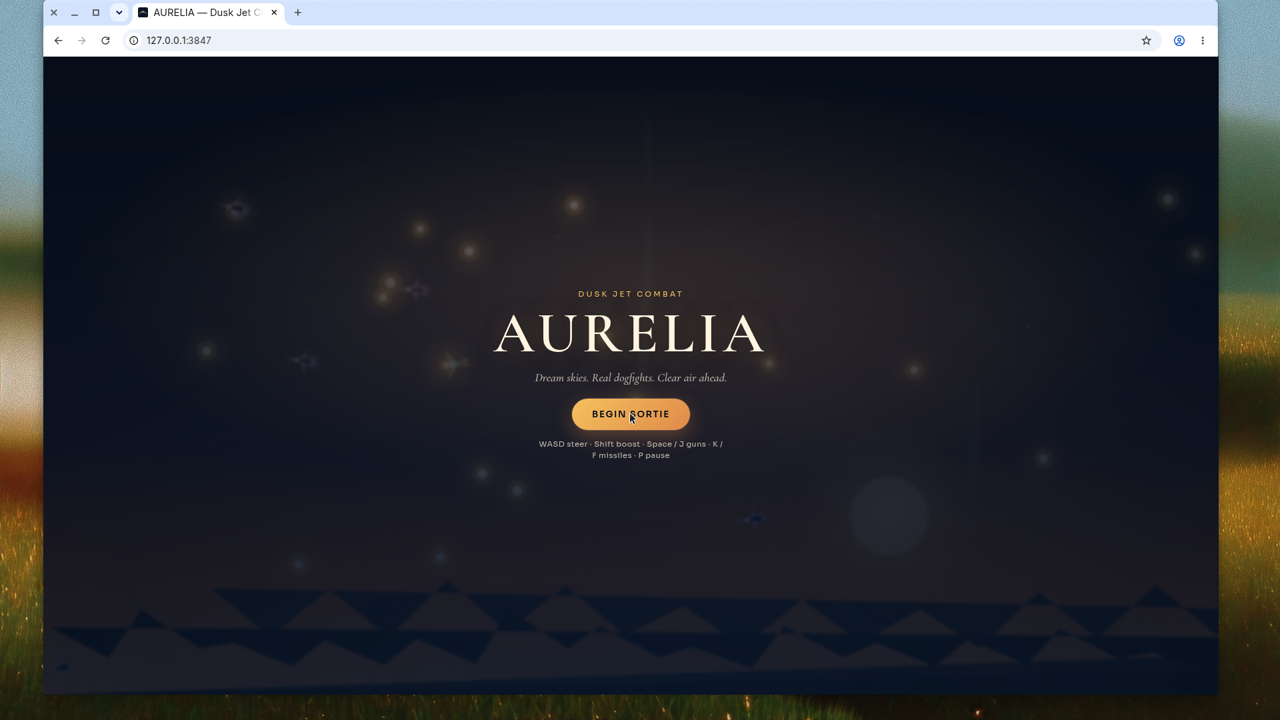 AURELIA — Dusk Jet C
127.0.0.1:3847
DUSK JET COMBAT
AURELIA
Dream skies. Real dogfights. Clear air ahead.
BEGIN SORTIE
WASD steer · Shift boost · Space / J guns · K /
F missiles · P pause